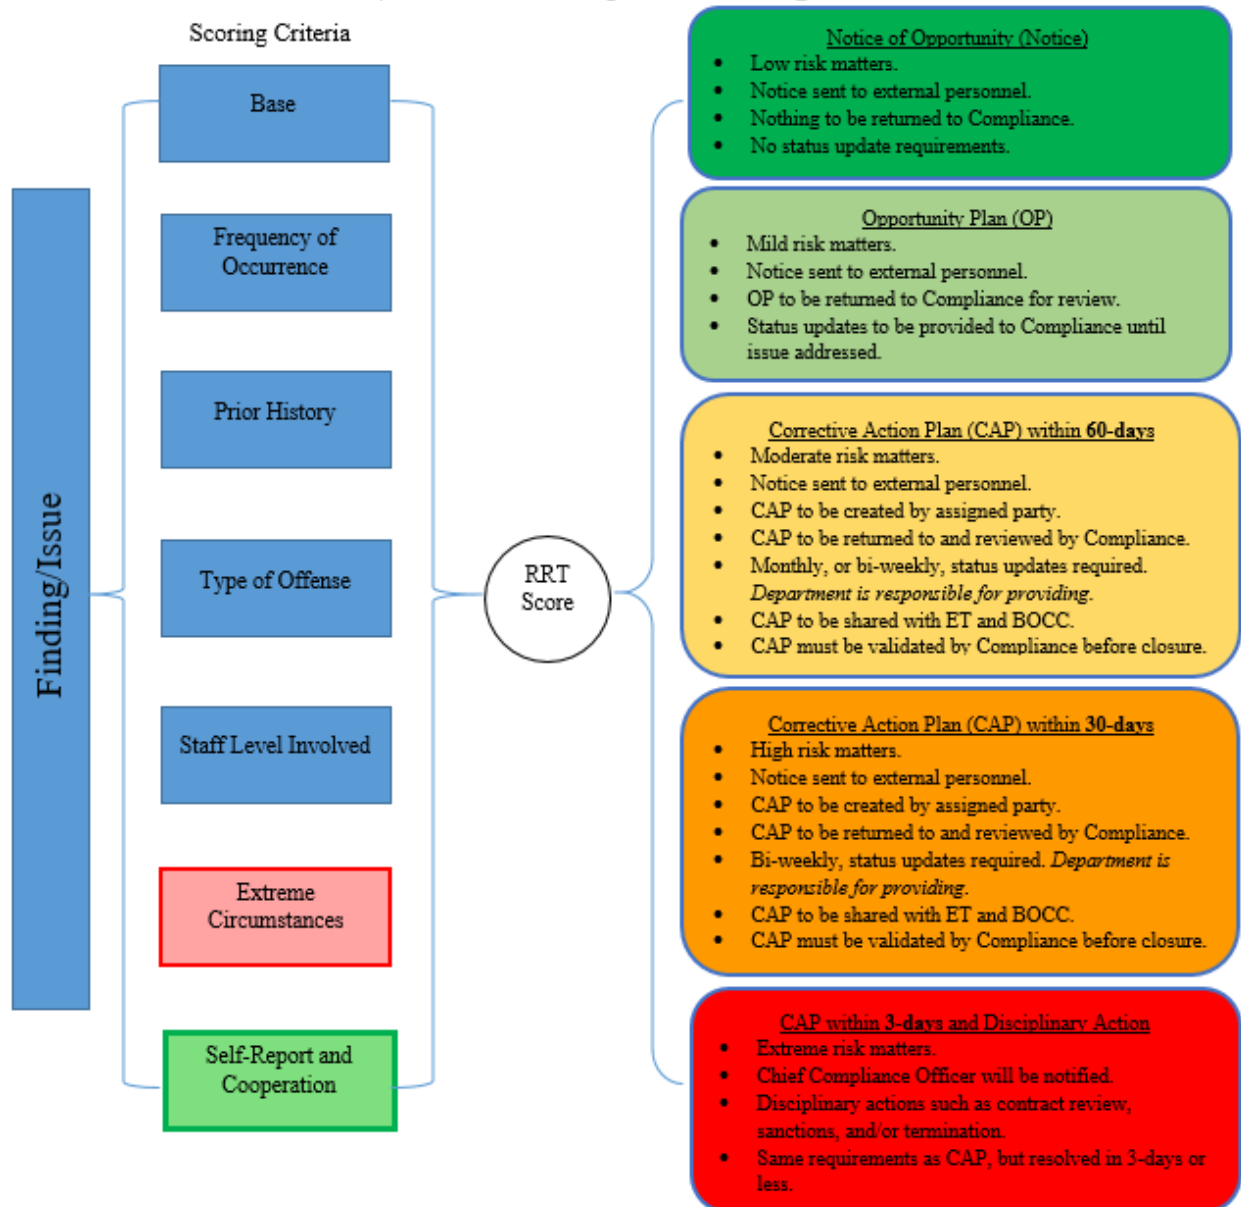 Scoring Criteria
Finding/Issue
Base
Frequency of
Occurrence
Prior History
Type of Offense
Staff Level Involved
Extreme
Circumstances
Self-Report and
Cooperation
RRT
Score
Notice of Opportunity (Notice)
• Low risk matters.
• Notice sent to external personnel.
• Nothing to be returned to Compliance.
• No status update requirements.
Opportunity Plan (OP)
• Mild risk matters.
• Notice sent to external personnel.
• OP to be returned to Compliance for review.
• Status updates to be provided to Compliance until
issue addressed.
Corrective Action Plan (CAP) within 60-days
• Moderate risk matters.
• Notice sent to external personnel.
• CAP to be created by assigned party.
• CAP to be returned to and reviewed by Compliance.
• Monthly, or bi-weekly, status updates required.
Department is responsible for providing.
• CAP to be shared with ET and BOCC.
• CAP must be validated by Compliance before closure.
Corrective Action Plan (CAP) within 30-days
• High risk matters.
• Notice sent to external personnel.
• CAP to be created by assigned party.
• CAP to be returned to and reviewed by Compliance.
• Bi-weekly, status updates required. Department is
responsible for providing.
• CAP to be shared with ET and BOCC.
• CAP must be validated by Compliance before closure.
CAP within 3-days and Disciplinary Action
• Extreme risk matters.
• Chief Compliance Officer will be notified.
• Disciplinary actions such as contract review,
sanctions, and/or termination.
• Same requirements as CAP, but resolved in 3-days or
less.